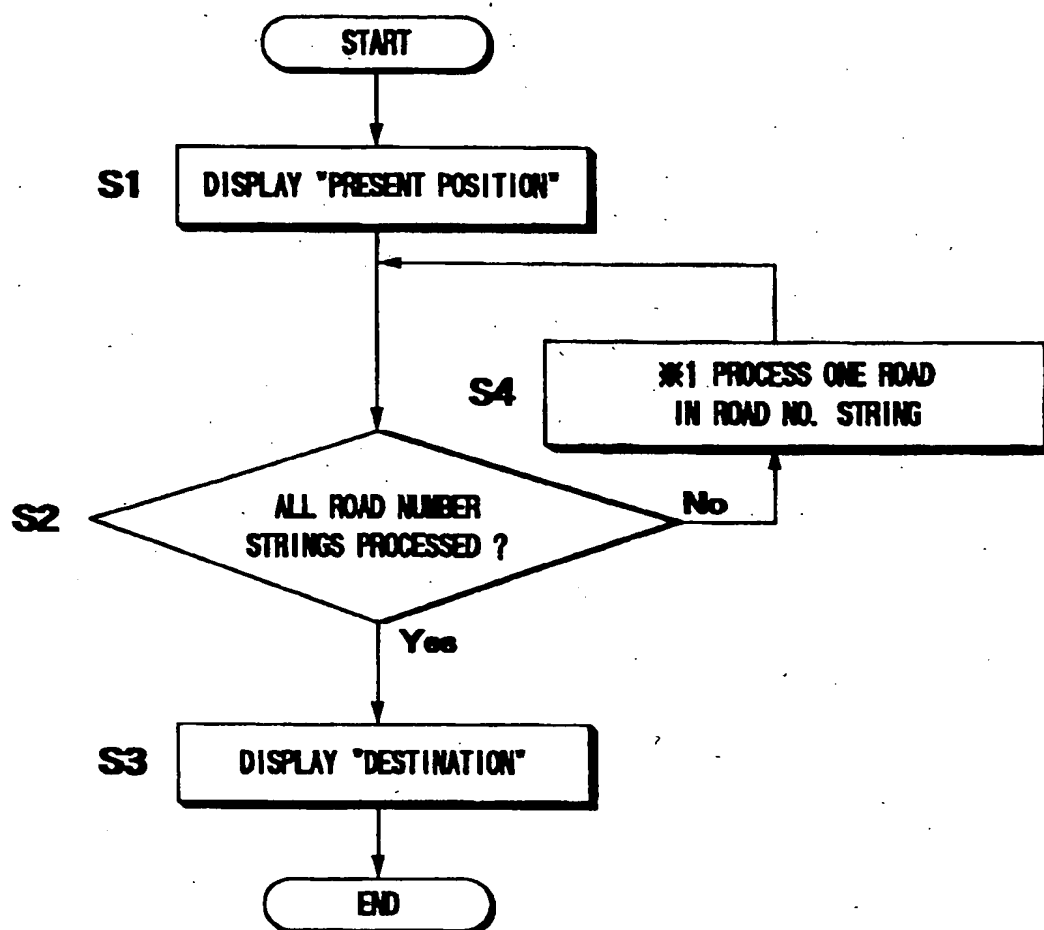 START
S1
DISPLAY "PRESENT POSITION"
S4
※1 PROCESS ONE ROAD
IN ROAD NO. STRING
S2
ALL ROAD NUMBER
STRINGS PROCESSED ?
No
Yes
S3
DISPLAY "DESTINATION"
END